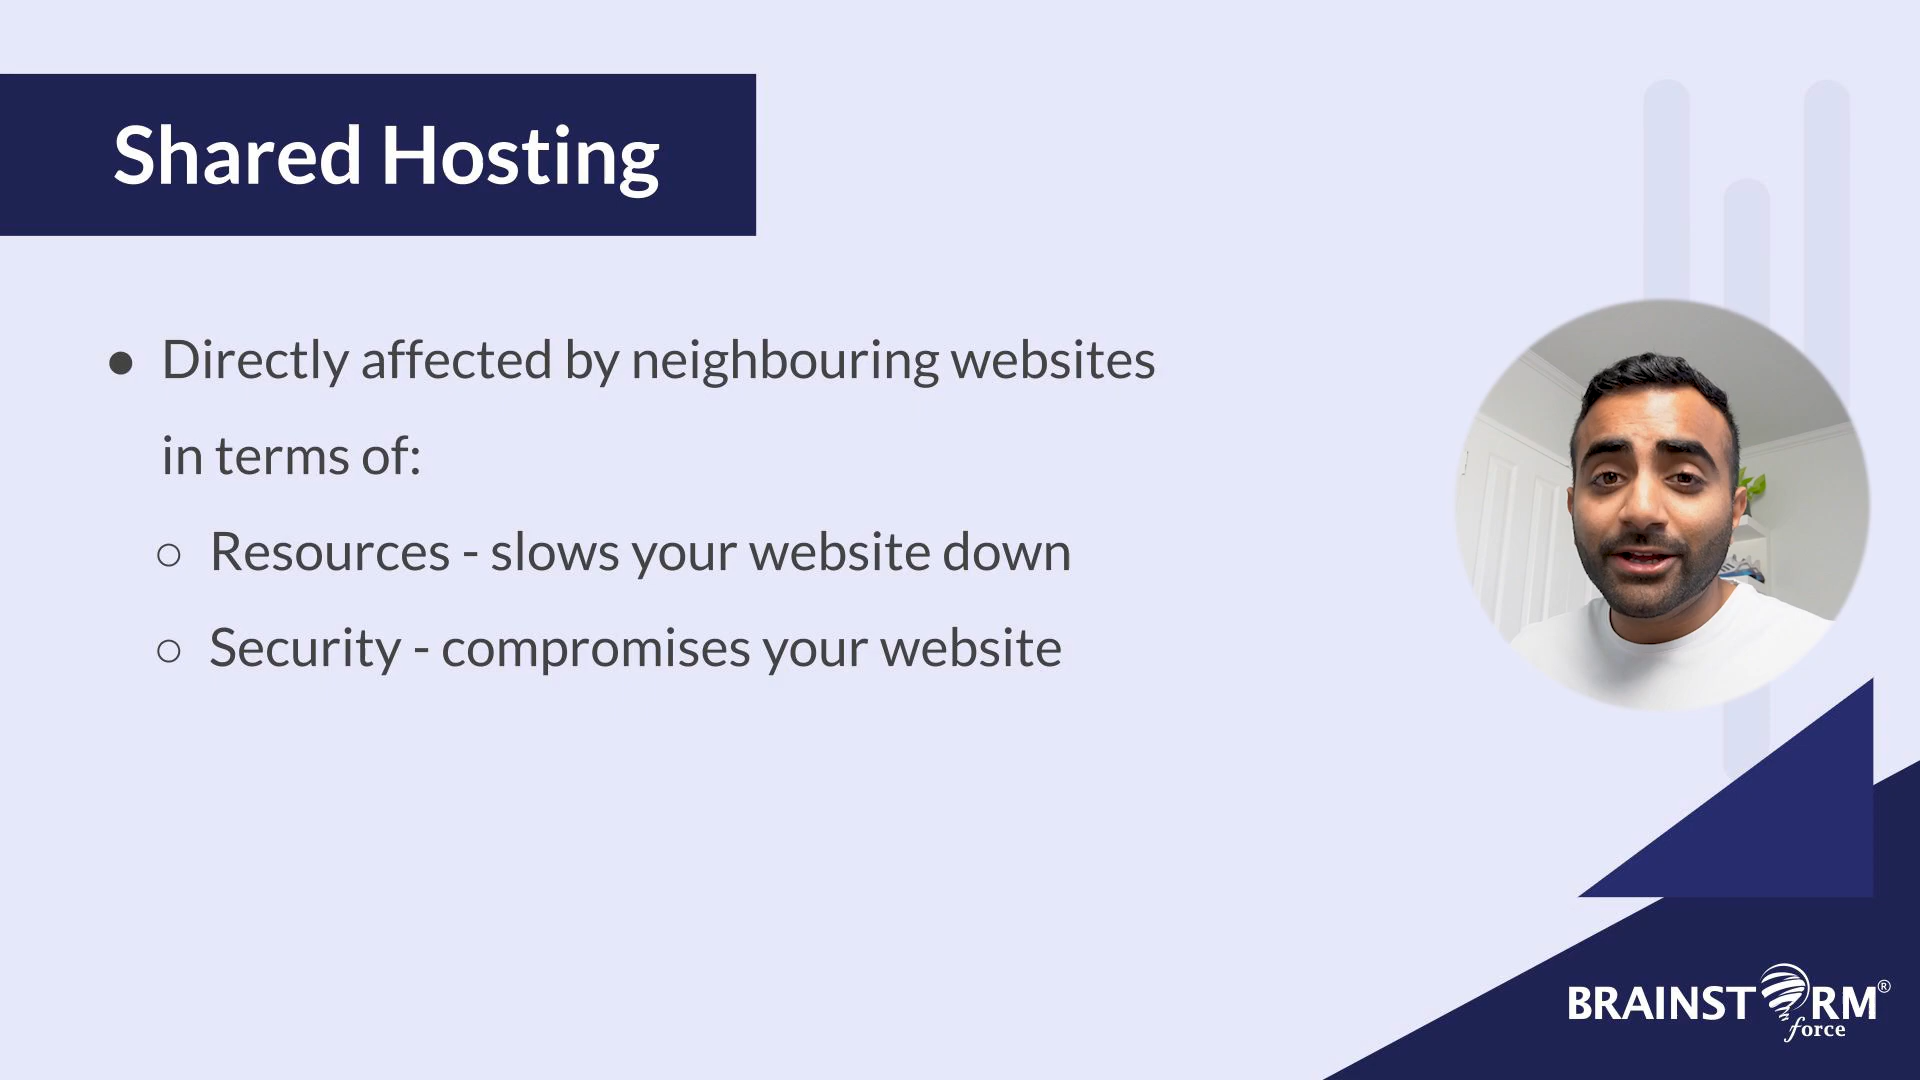 Shared Hosting
● Directly affected by neighbouring websites
in terms of:
○ Resources - slows your website down
○ Security - compromises your website
BRAINSTORM®
force